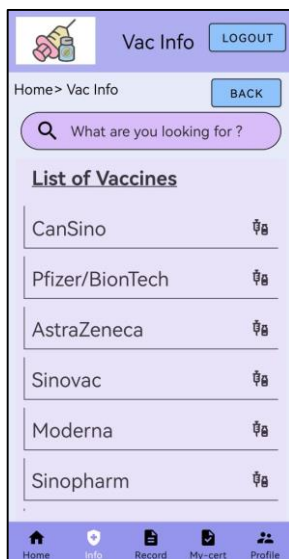 Vac Info LOGOUT
Home> Vac Info BACK
What are you looking for ?
List of Vaccines
CanSino
Pfizer/BionTech
AstraZeneca
Sinovac
Moderna
Sinopharm
Home Info Record My-cert Profile